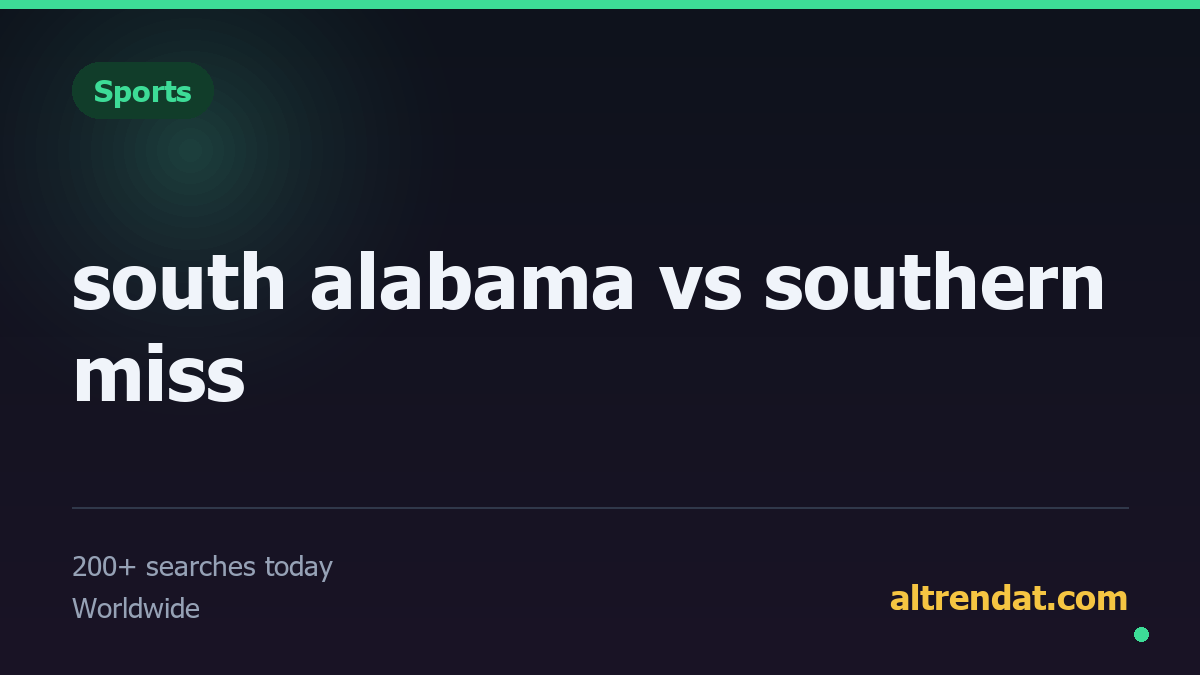 Sports
south alabama vs southern
miss
200+ searches today
Worldwide
altrendat.com